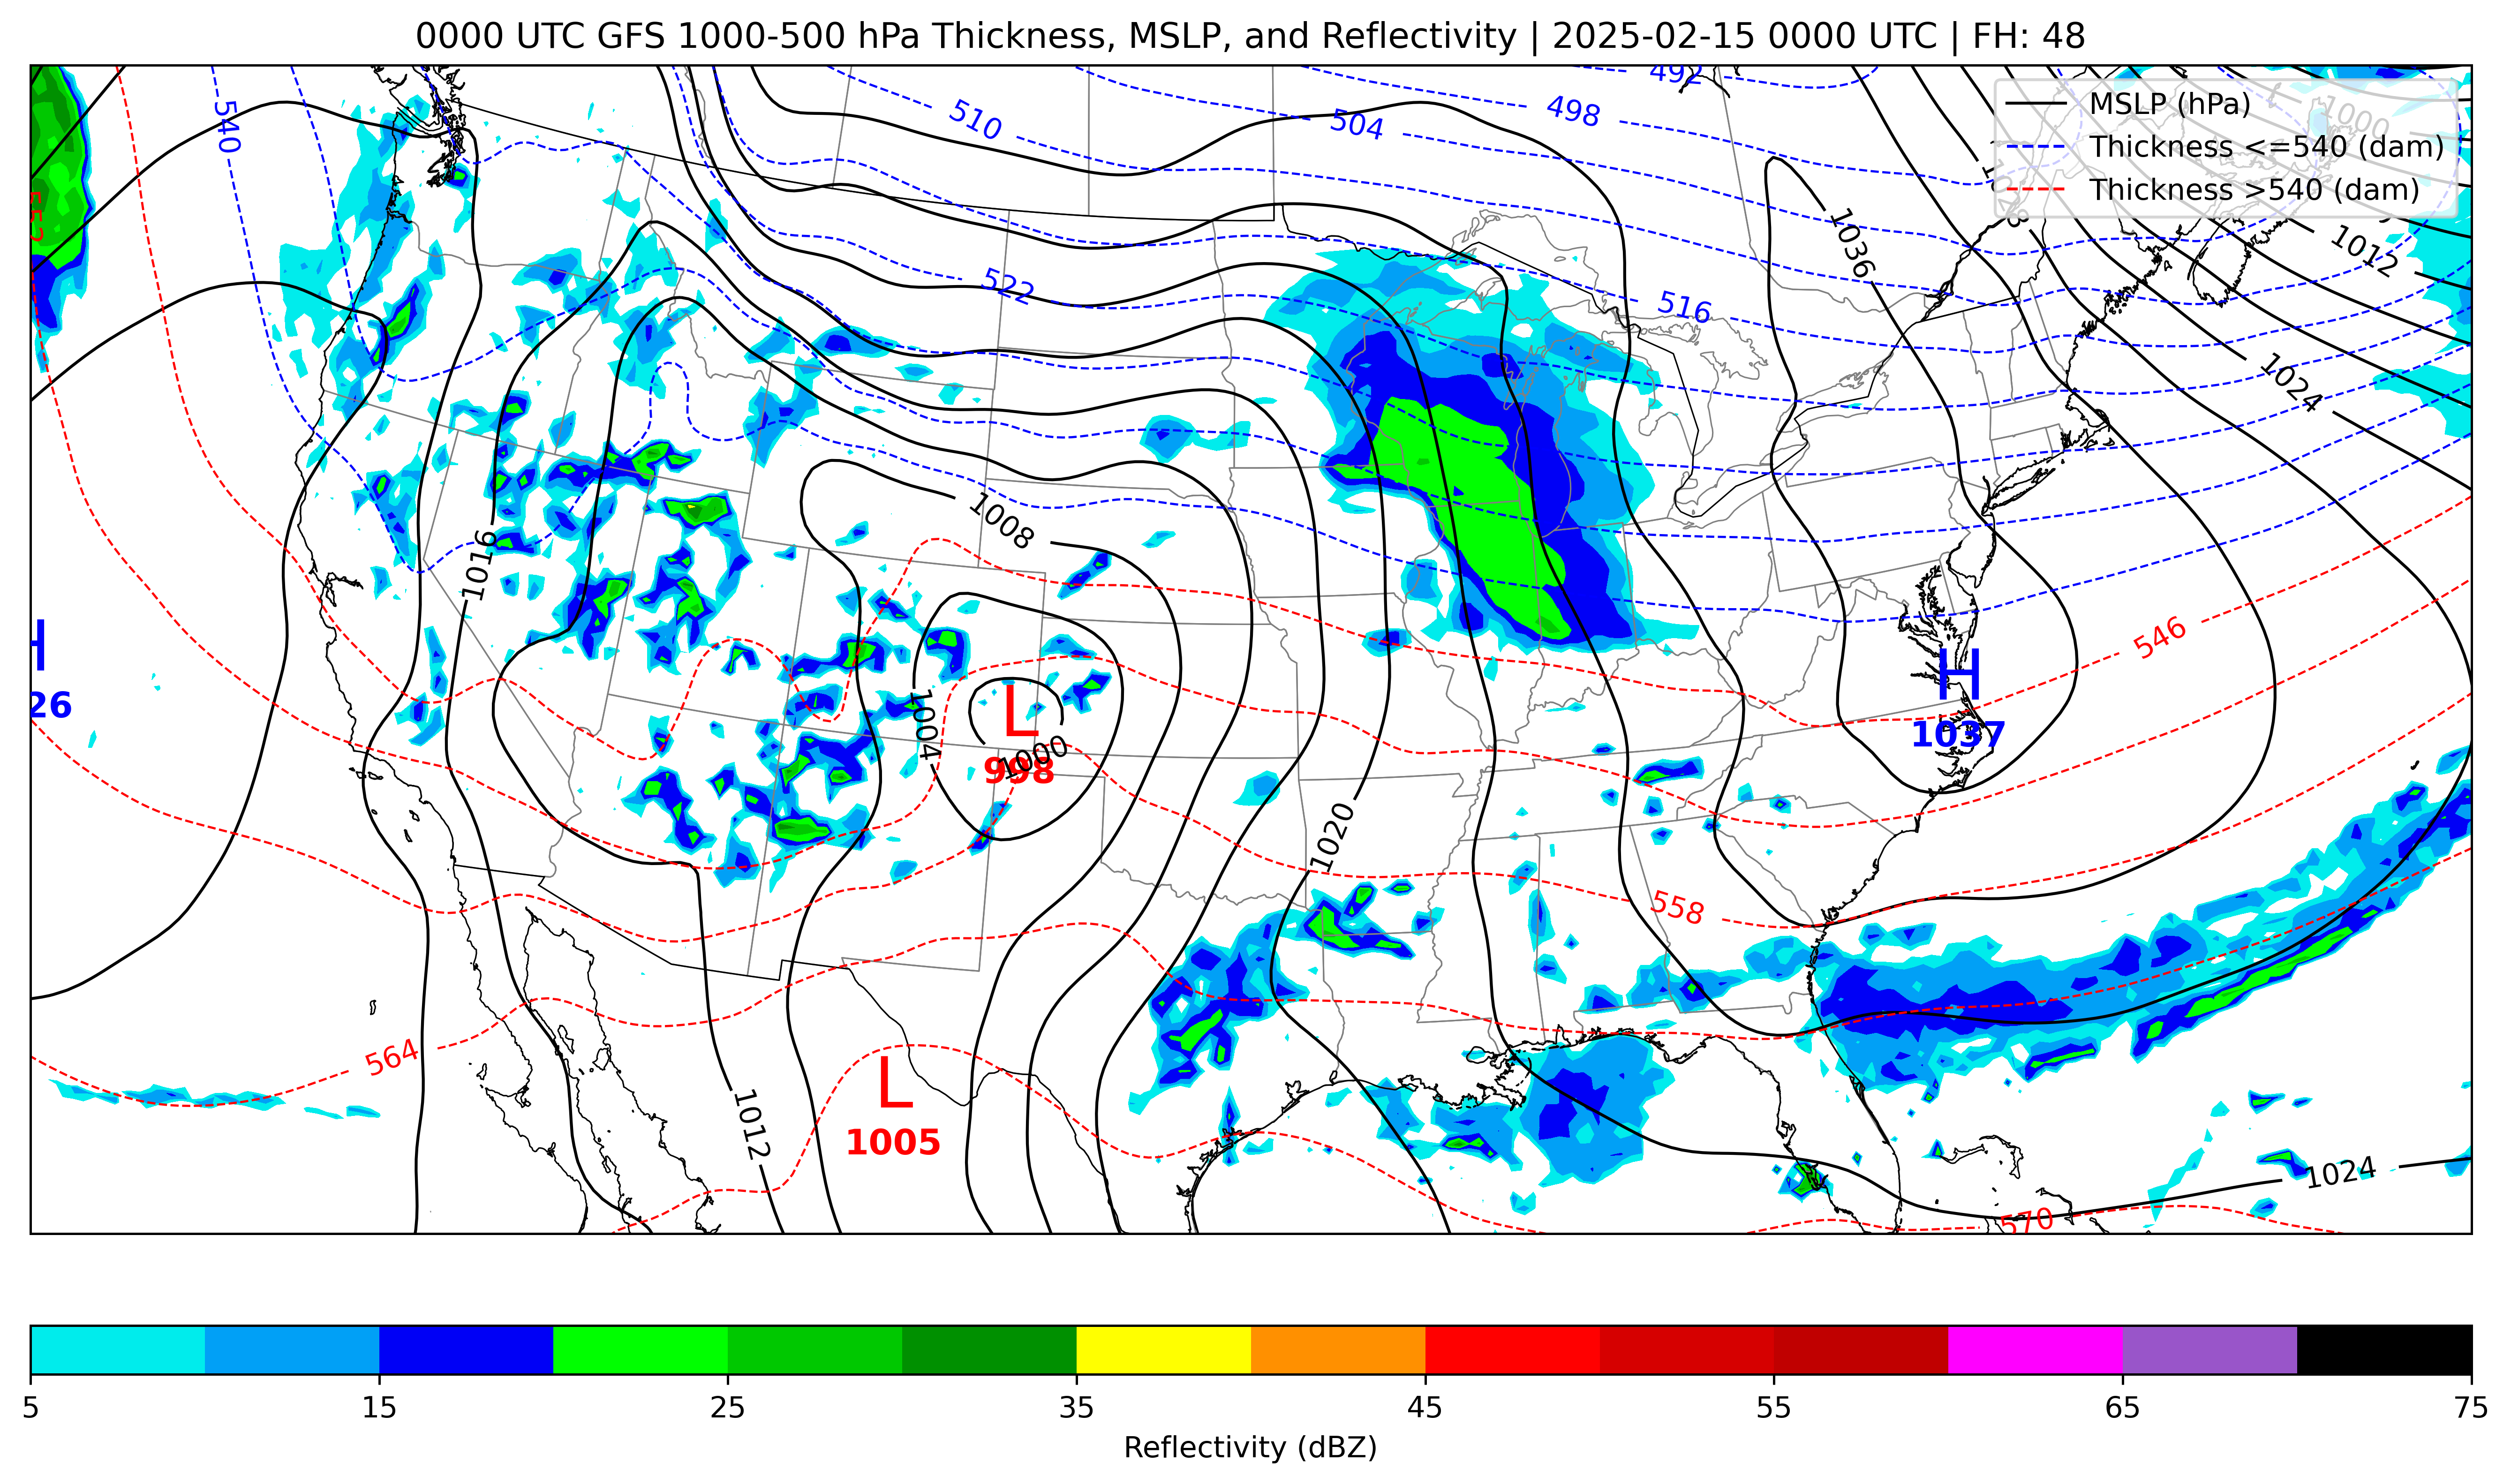 0000 UTC GFS 1000-500 hPa Thickness, MSLP, and Reflectivity | 2025-02-15 0000 UTC | FH: 48
MSLP (hPa)
Thickness <=540 (dam)
Thickness >540 (dam)
492
498
504
510
540
1000
1028
1036
1012
552
522
516
1024
1008
1016
546
H
1037
H
26
1004
L
998
1000
1020
558
564
L
1005
1012
1024
570
5 15 25 35 45 55 65 75
Reflectivity (dBZ)